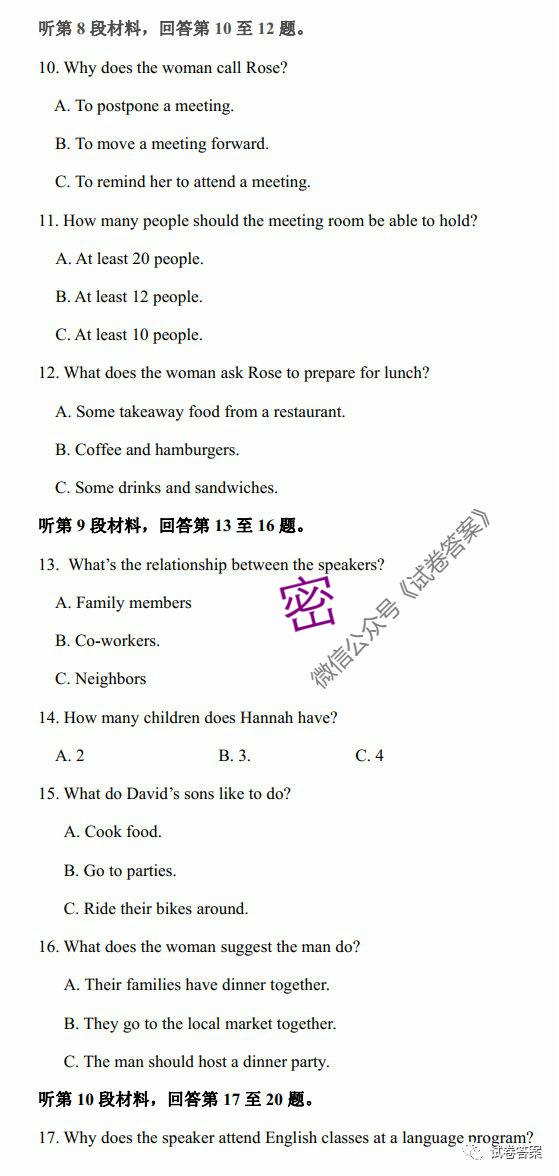 听第 8 段材料，回答第 10 至 12 题。
10. Why does the woman call Rose?
A. To postpone a meeting.
B. To move a meeting forward.
C. To remind her to attend a meeting.
11. How many people should the meeting room be able to hold?
A. At least 20 people.
B. At least 12 people.
C. At least 10 people.
12. What does the woman ask Rose to prepare for lunch?
A. Some takeaway food from a restaurant.
B. Coffee and hamburgers.
C. Some drinks and sandwiches.
听第 9 段材料，回答第 13 至 16 题。
13. What's the relationship between the speakers?
A. Family members
B. Co-workers.
C. Neighbors
密
微信公众号《试卷答案》
14. How many children does Hannah have?
A. 2 B. 3. C. 4
15. What do David's sons like to do?
A. Cook food.
B. Go to parties.
C. Ride their bikes around.
16. What does the woman suggest the man do?
A. Their families have dinner together.
B. They go to the local market together.
C. The man should host a dinner party.
听第 10 段材料，回答第 17 至 20 题。
17. Why does the speaker attend English classes at a language program?
试卷答案